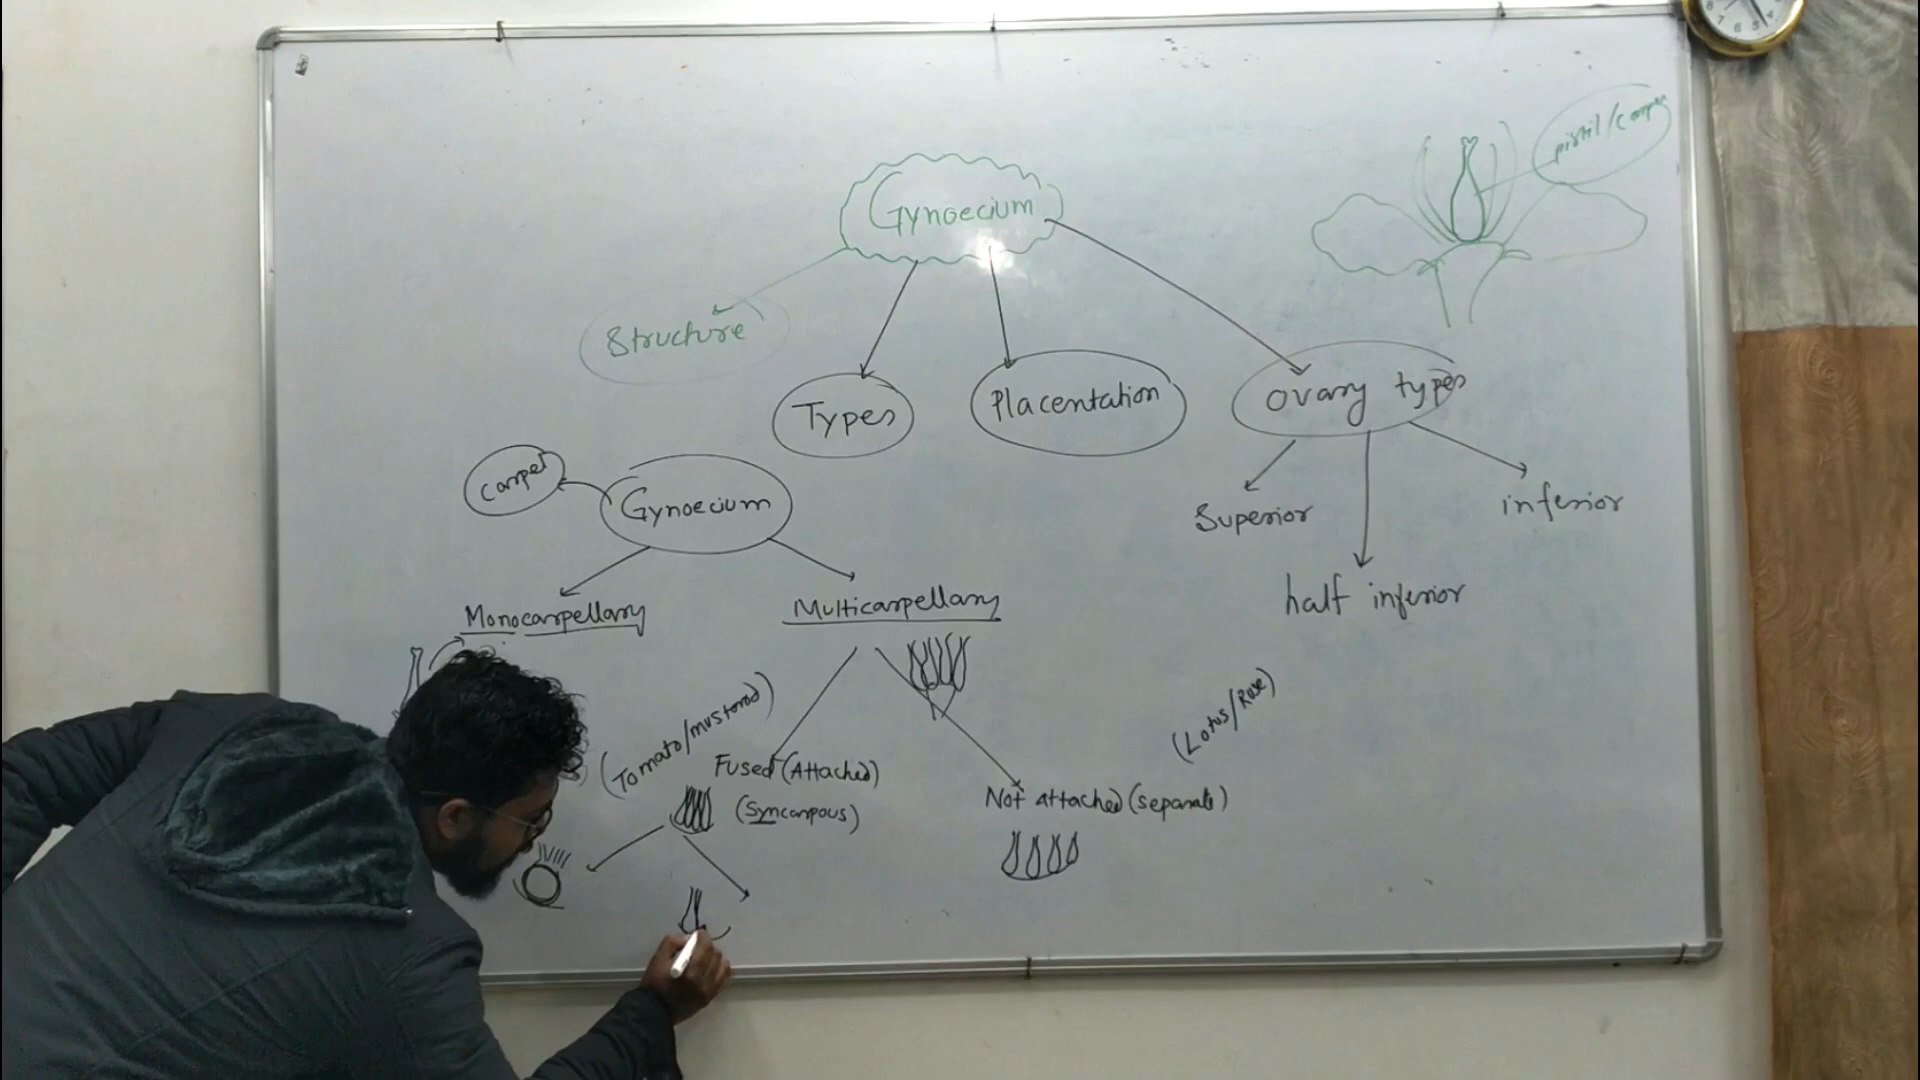 pistil/carpel
Gynoecium
Structure
Types
Placentation
ovary types
Carpel
Gynoecium
Superior
inferior
half inferior
Monocarpellary
Multicarpellary
(Tomato/mustard)
(Lotus/Rose)
Fused (Attached)
(Syncarpous)
Not attached (separate)